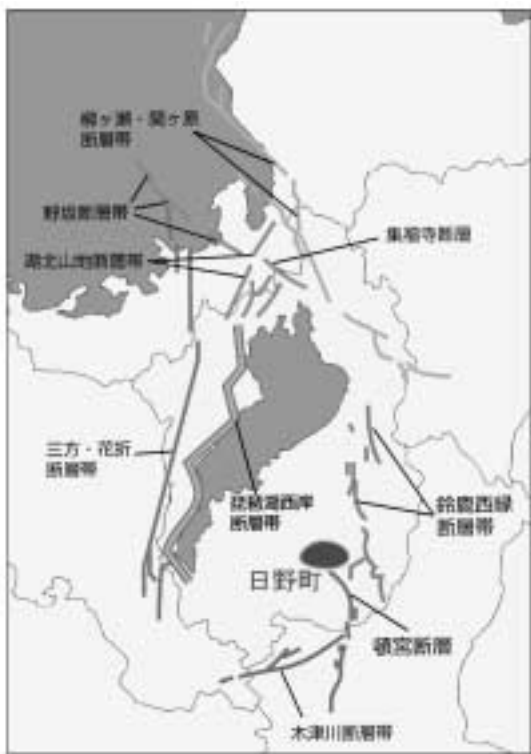 柳ヶ瀬・関ヶ原
断層帯
野坂断層帯
集福寺断層
湖北山地断層帯
三方・花折
断層帯
琵琶湖西岸
断層帯
鈴鹿西縁
断層帯
日野町
頓宮断層
木津川断層帯